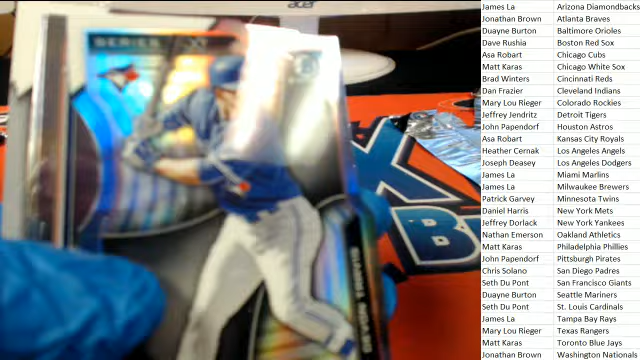 acer
SERIES
James La Arizona Diamondbacks
Jonathan Brown Atlanta Braves
Duayne Burton Baltimore Orioles
Dave Rushia Boston Red Sox
Asa Robart Chicago Cubs
Matt Karas Chicago White Sox
Brad Winters Cincinnati Reds
Dan Frazier Cleveland Indians
Mary Lou Rieger Colorado Rockies
Jeffrey Jendritz Detroit Tigers
John Papendorf Houston Astros
Asa Robart Kansas City Royals
Heather Cernak Los Angeles Angels
Joseph Deasey Los Angeles Dodgers
James La Miami Marlins
James La Milwaukee Brewers
Patrick Garvey Minnesota Twins
Daniel Harris New York Mets
Jeffrey Dorlack New York Yankees
Nathan Emerson Oakland Athletics
Matt Karas Philadelphia Phillies
John Papendorf Pittsburgh Pirates
Chris Solano San Diego Padres
Seth Du Pont San Francisco Giants
Duayne Burton Seattle Mariners
Seth Du Pont St. Louis Cardinals
James La Tampa Bay Rays
Mary Lou Rieger Texas Rangers
Matt Karas Toronto Blue Jays
Jonathan Brown Washington Nationals